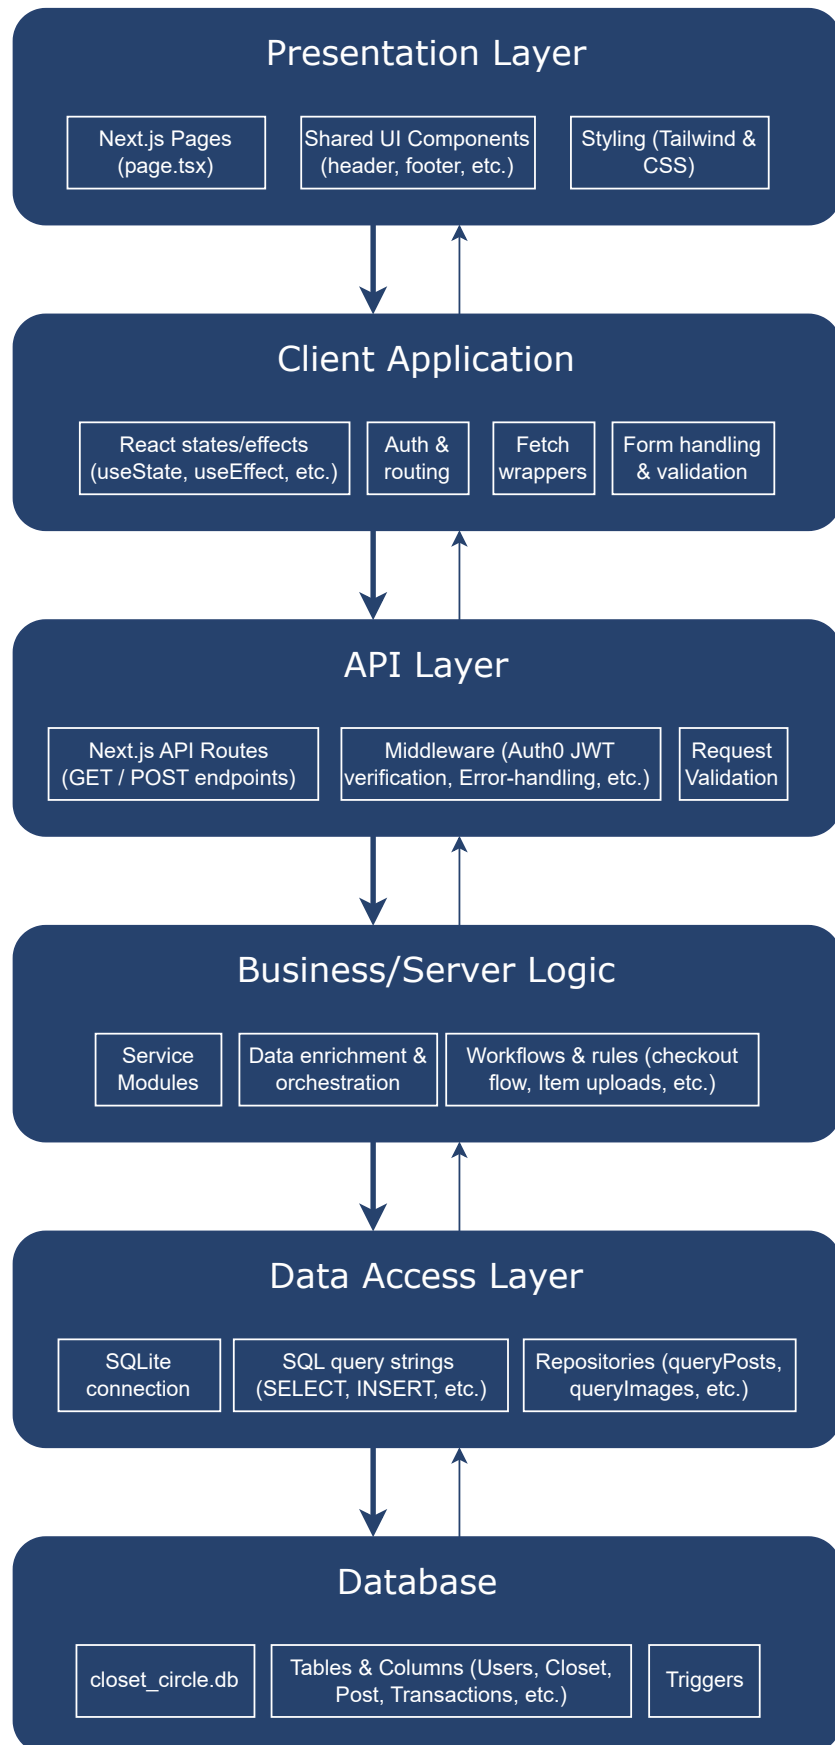 Presentation Layer
Next.js Pages
(page.tsx)
Shared UI Components
(header, footer, etc.)
Styling (Tailwind &
CSS)
Client Application
React states/effects
(useState, useEffect, etc.)
Auth &
routing
Fetch
wrappers
Form handling
& validation
API Layer
Next.js API Routes
(GET / POST endpoints)
Middleware (Auth0 JWT
verification, Error-handling, etc.)
Request
Validation
Business/Server Logic
Service
Modules
Data enrichment &
orchestration
Workflows & rules (checkout
flow, Item uploads, etc.)
Data Access Layer
SQLite
connection
SQL query strings
(SELECT, INSERT, etc.)
Repositories (queryPosts,
queryImages, etc.)
Database
closet_circle.db
Tables & Columns (Users, Closet,
Post, Transactions, etc.)
Triggers